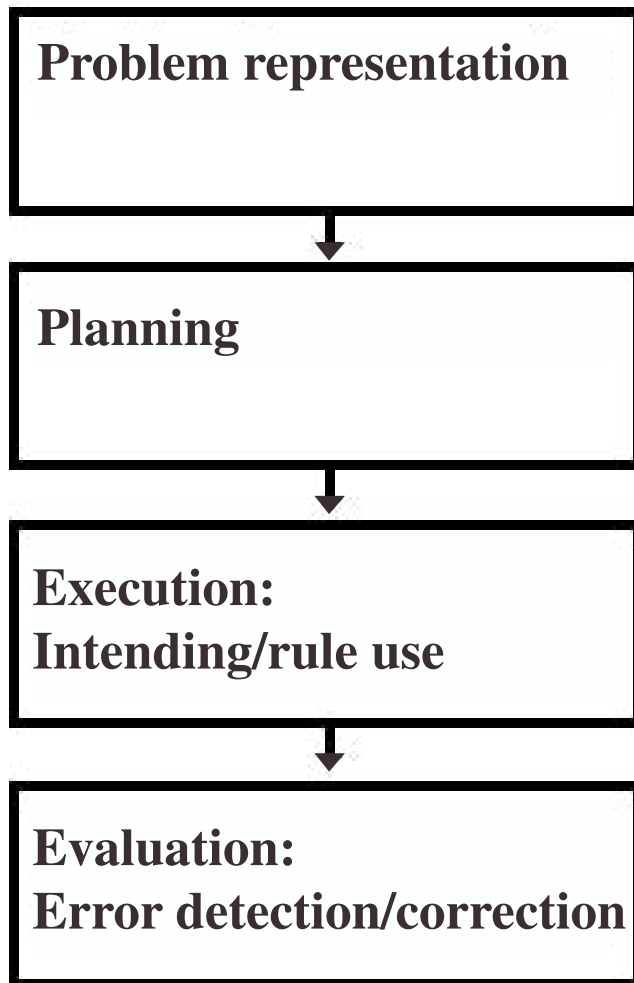 Problem representation
Planning
Execution:
Intending/rule use
Evaluation:
Error detection/correction